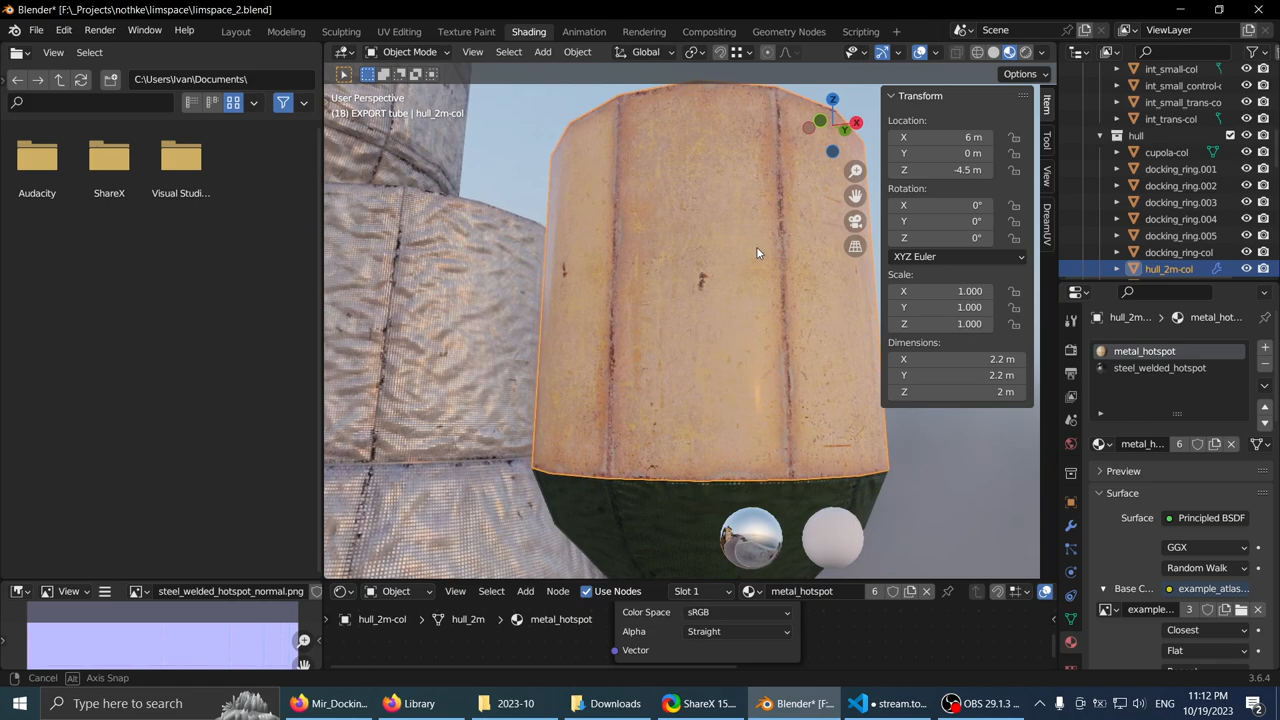 Blender* [F:\_Projects\nothke\limspace\limspace_2.blend]
File Edit Render Window Help Layout Modeling Sculpting UV Editing Texture Paint Shading Animation Rendering Compositing Geometry Nodes Scripting Scene ViewLayer
View Select Object Mode View Select Add Object Global
C:\Users\Ivan\Documents\ Options
User Perspective
(18) EXPORT tube | hull_2m-col
Audacity ShareX Visual Studi...
Z
X
Y
Transform
Location:
X 6 m
Y 0 m
Z -4.5 m
Rotation:
X 0°
Y 0°
Z 0°
XYZ Euler
Scale:
X 1.000
Y 1.000
Z 1.000
Dimensions:
X 2.2 m
Y 2.2 m
Z 2 m
Item
Tool
View
DreamUV
int_small-col
int_small_control-c
int_small_trans-co
int_trans-col
hull
cupola-col
docking_ring.001
docking_ring.002
docking_ring.003
docking_ring.004
docking_ring.005
docking_ring-col
hull_2m-col
hull_2m... metal_hot...
metal_hotspot
steel_welded_hotspot
metal_h... 6
Preview
Surface
Surface Principled BSDF
GGX
Random Walk
Base C... example_atlas...
example... 3
Closest
Flat
View steel_welded_hotspot_normal.png
Object View Select Add Node Use Nodes Slot 1 metal_hotspot 6
hull_2m-col hull_2m metal_hotspot
Color Space sRGB
Alpha Straight
Vector
Cancel Alt Axis Snap 3.6.4
Type here to search
Mir_Dockin... Library 2023-10 Downloads ShareX 15.... Blender* [F:... stream.to... OBS 29.1.3 ... ENG
11:12 PM
10/19/2023